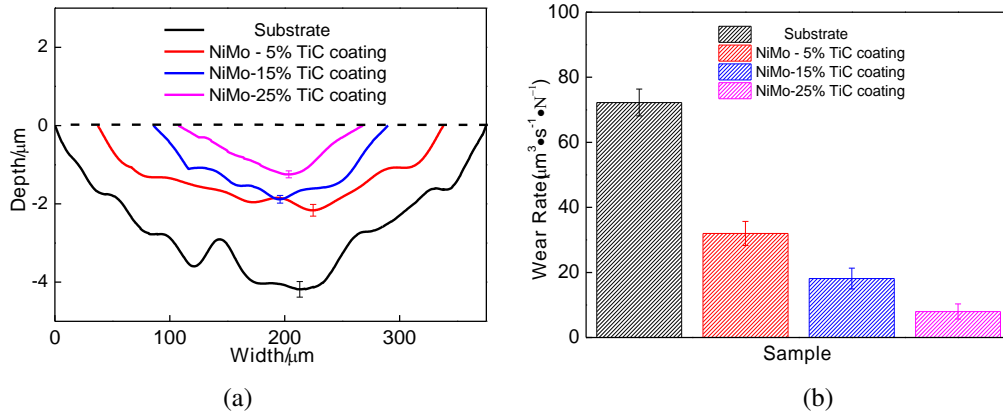 2
0
-2
-4
Depth/μm
Substrate
NiMo - 5% TiC coating
NiMo-15% TiC coating
NiMo-25% TiC coating
0 100 200 300
Width/μm
(a)
100
80
60
40
20
0
Wear Rate(μm³•s⁻¹•N⁻¹)
Substrate
NiMo - 5% TiC coating
NiMo-15% TiC coating
NiMo-25% TiC coating
Sample
(b)